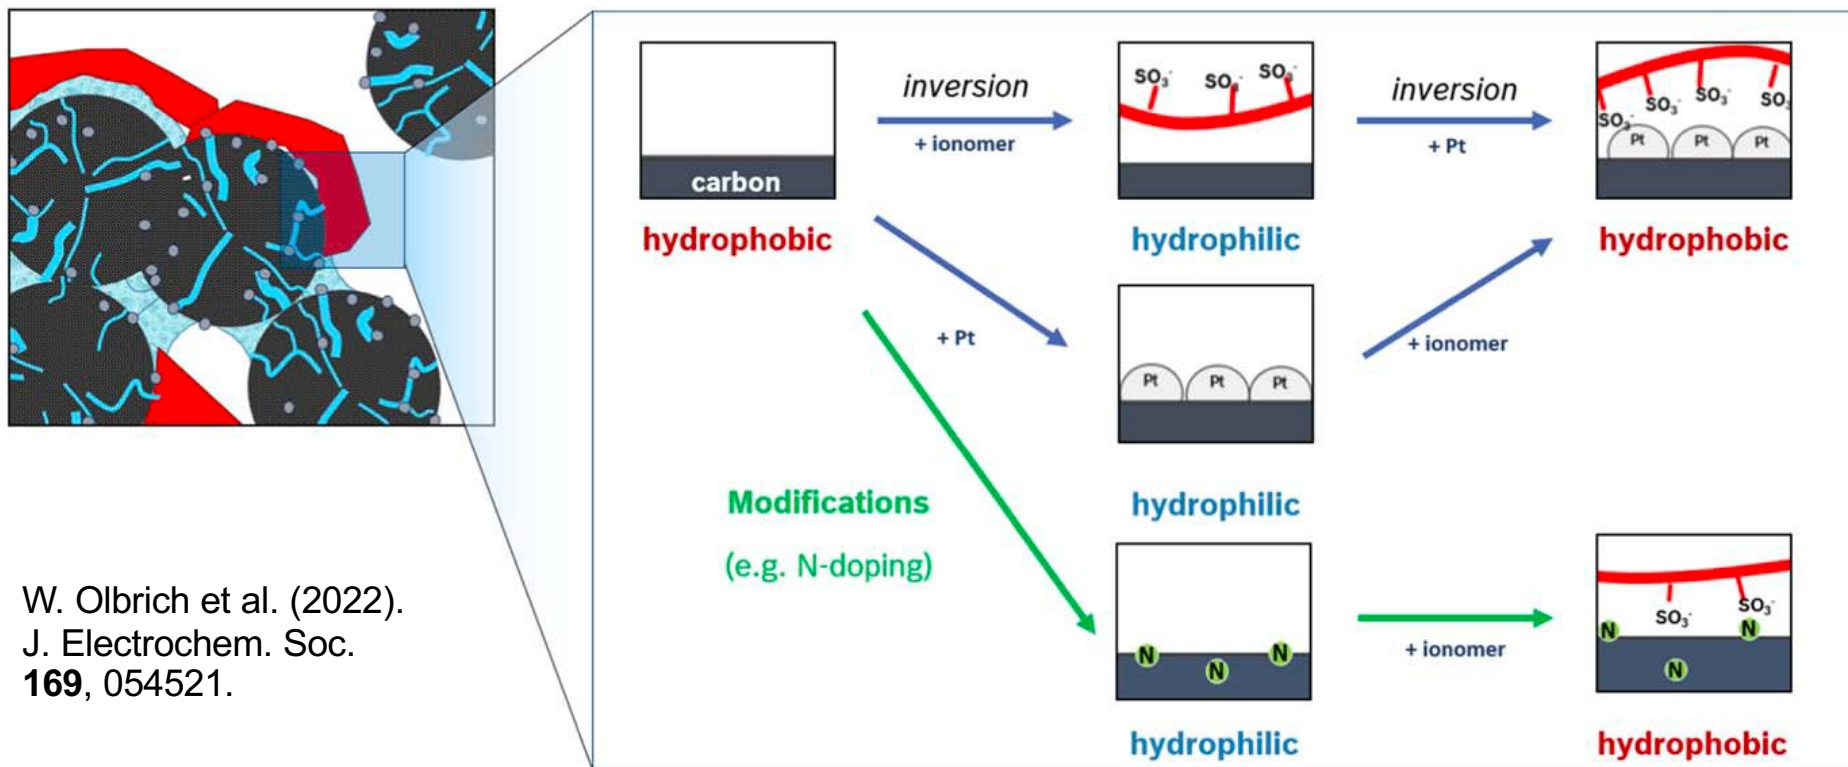 inversion
+ ionomer
inversion
+ Pt
carbon
hydrophobic
SO₃⁻
SO₃⁻
SO₃⁻
hydrophilic
SO₃⁻
SO₃⁻
SO₃⁻
SO₃
Pt
Pt
Pt
hydrophobic
+ Pt
Pt
Pt
Pt
hydrophilic
+ ionomer
Modifications
(e.g. N-doping)
N
N
N
hydrophilic
+ ionomer
SO₃⁻
SO₃⁻
N
N
N
hydrophobic
W. Olbrich et al. (2022).
J. Electrochem. Soc.
169, 054521.